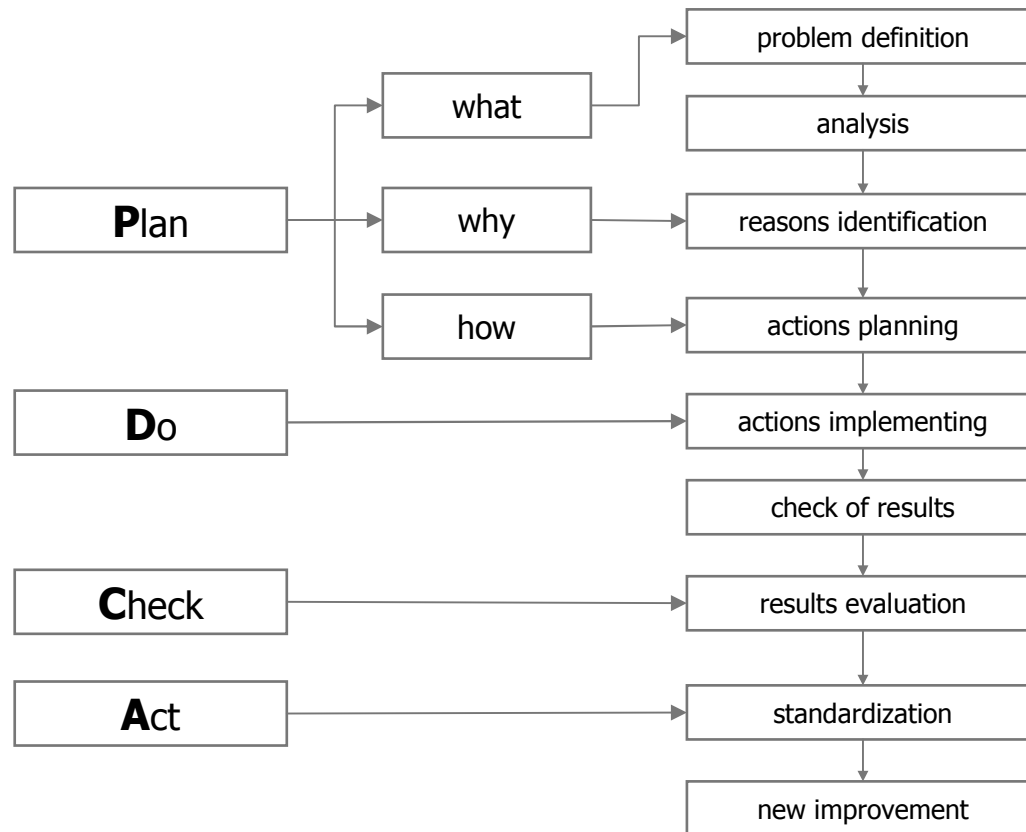 problem definition
what
analysis
Plan
why
reasons identification
how
actions planning
Do
actions implementing
check of results
Check
results evaluation
Act
standardization
new improvement